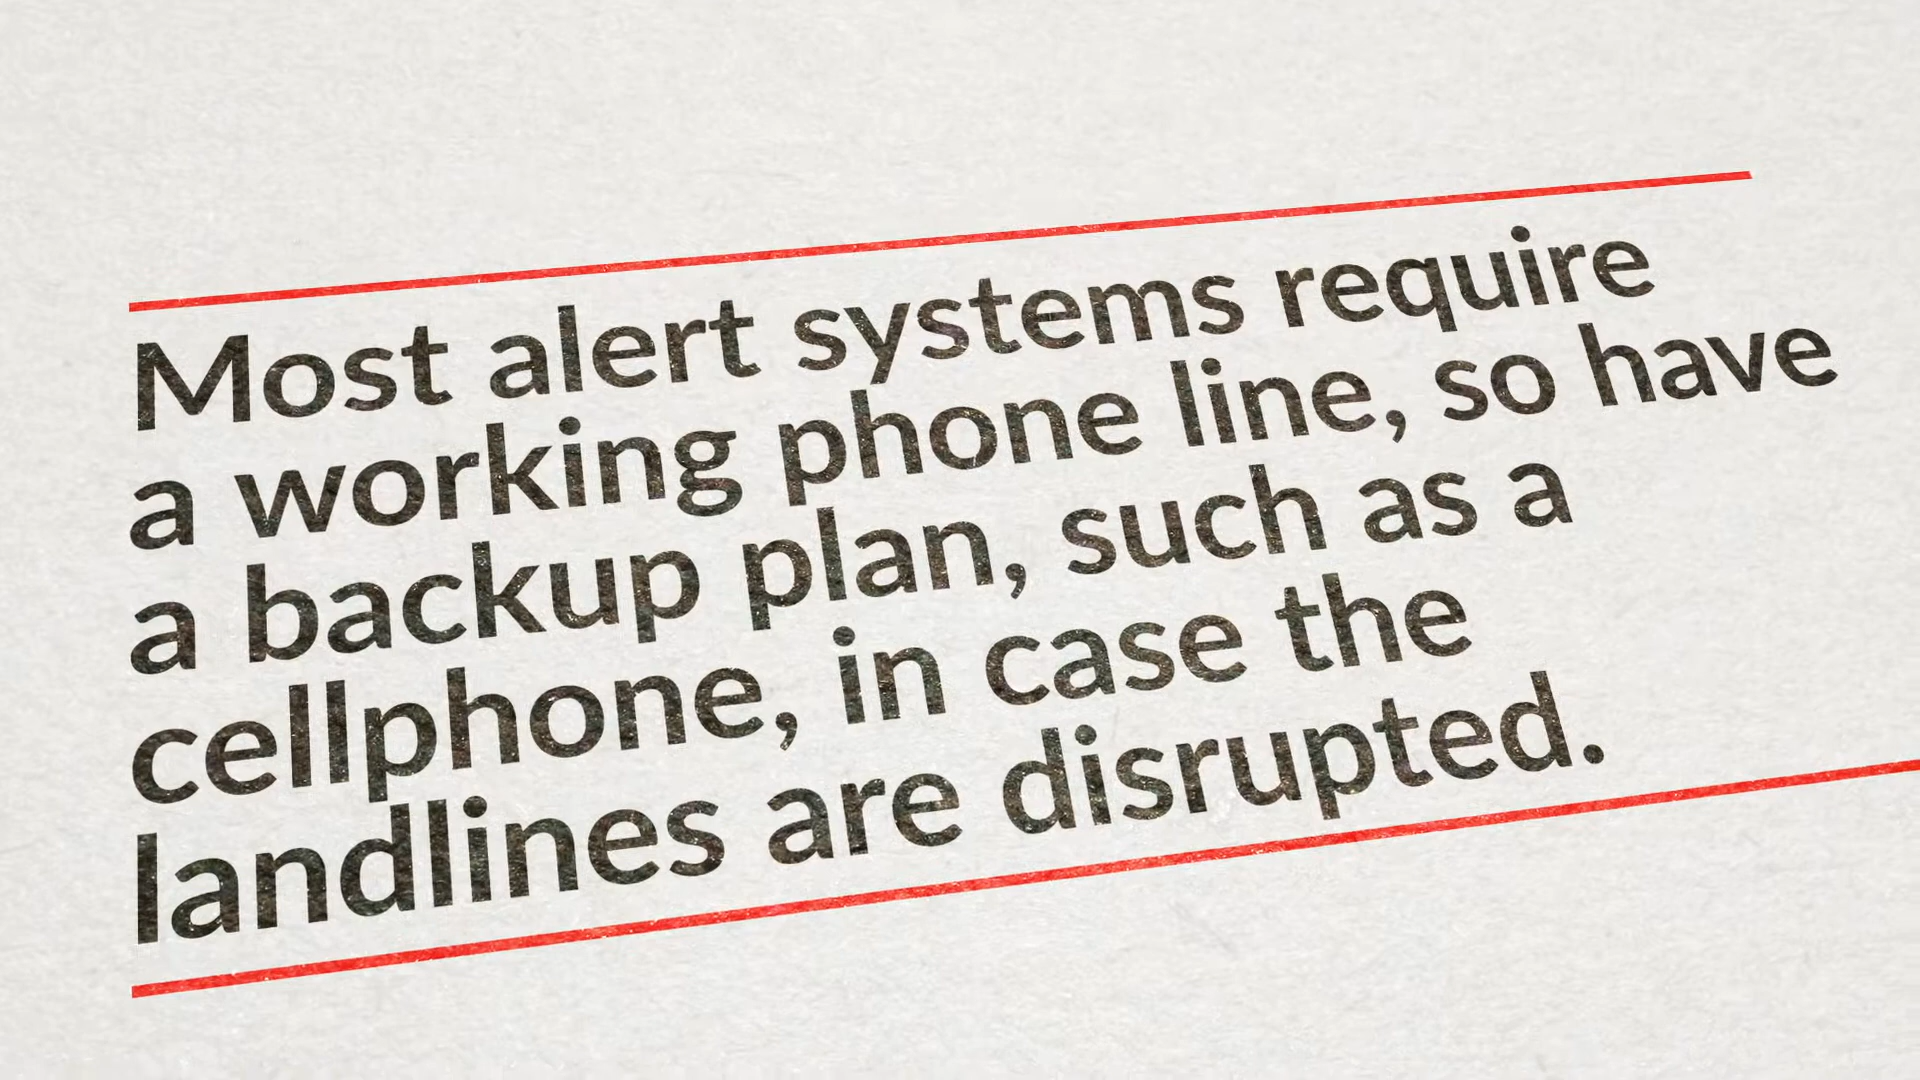 Most alert systems require
a working phone line, so have
a backup plan, such as a
cellphone, in case the
landlines are disrupted.